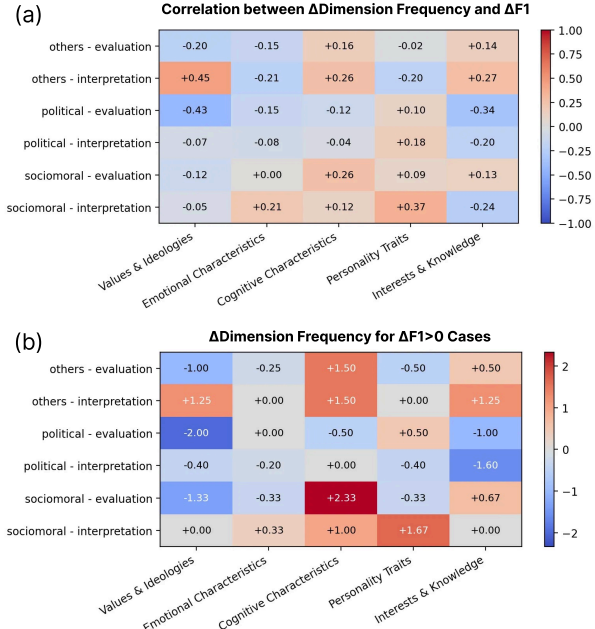 (a)
Correlation between ΔDimension Frequency and ΔF1
others - evaluation -0.20 -0.15 +0.16 -0.02 +0.14
others - interpretation +0.45 -0.21 +0.26 -0.20 +0.27
political - evaluation -0.43 -0.15 -0.12 +0.10 -0.34
political - interpretation -0.07 -0.08 -0.04 +0.18 -0.20
sociomoral - evaluation -0.12 +0.00 +0.26 +0.09 +0.13
sociomoral - interpretation -0.05 +0.21 +0.12 +0.37 -0.24
Values & Ideologies
Emotional Characteristics
Cognitive Characteristics
Personality Traits
Interests & Knowledge
1.00
0.75
0.50
0.25
0.00
−0.25
−0.50
−0.75
−1.00
(b)
ΔDimension Frequency for ΔF1>0 Cases
others - evaluation -1.00 -0.25 +1.50 -0.50 +0.50
others - interpretation +1.25 +0.00 +1.50 +0.00 +1.25
political - evaluation -2.00 +0.00 -0.50 +0.50 -1.00
political - interpretation -0.40 -0.20 +0.00 -0.40 -1.60
sociomoral - evaluation -1.33 -0.33 +2.33 -0.33 +0.67
sociomoral - interpretation +0.00 +0.33 +1.00 +1.67 +0.00
Values & Ideologies
Emotional Characteristics
Cognitive Characteristics
Personality Traits
Interests & Knowledge
2
1
0
−1
−2